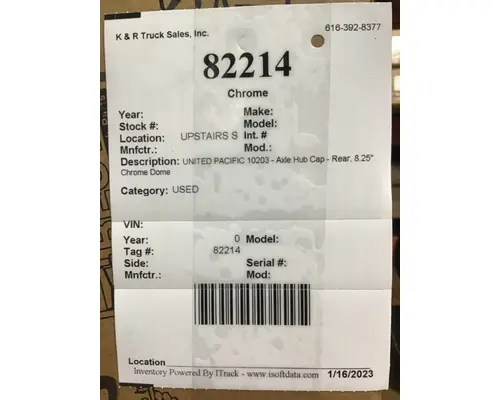 K & R Truck Sales, Inc. 616-392-8377
82214
Chrome
Year: Make:
Stock #: Model:
Location: UPSTAIRS S Int. #
Mnfctr.: Mod.:
Description: UNITED PACIFIC 10203 - Axle Hub Cap - Rear, 8.25"
Chrome Dome
Category: USED
VIN:
Year: 0 Model:
Tag #: 82214
Side: Serial #:
Mnfctr.: Mod:
Location
Inventory Powered By ITrack - www.isoftdata.com 1/16/2023